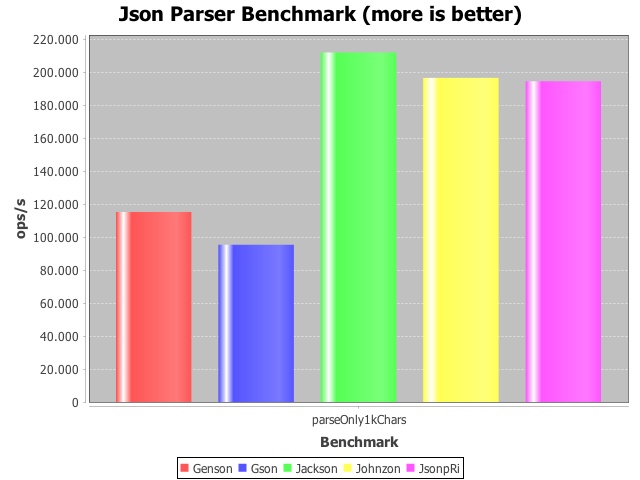 Json Parser Benchmark (more is better)
220.000
200.000
180.000
160.000
140.000
120.000
100.000
80.000
60.000
40.000
20.000
0
ops/s
parseOnly1kChars
Benchmark
Genson Gson Jackson Johnzon JsonpRi